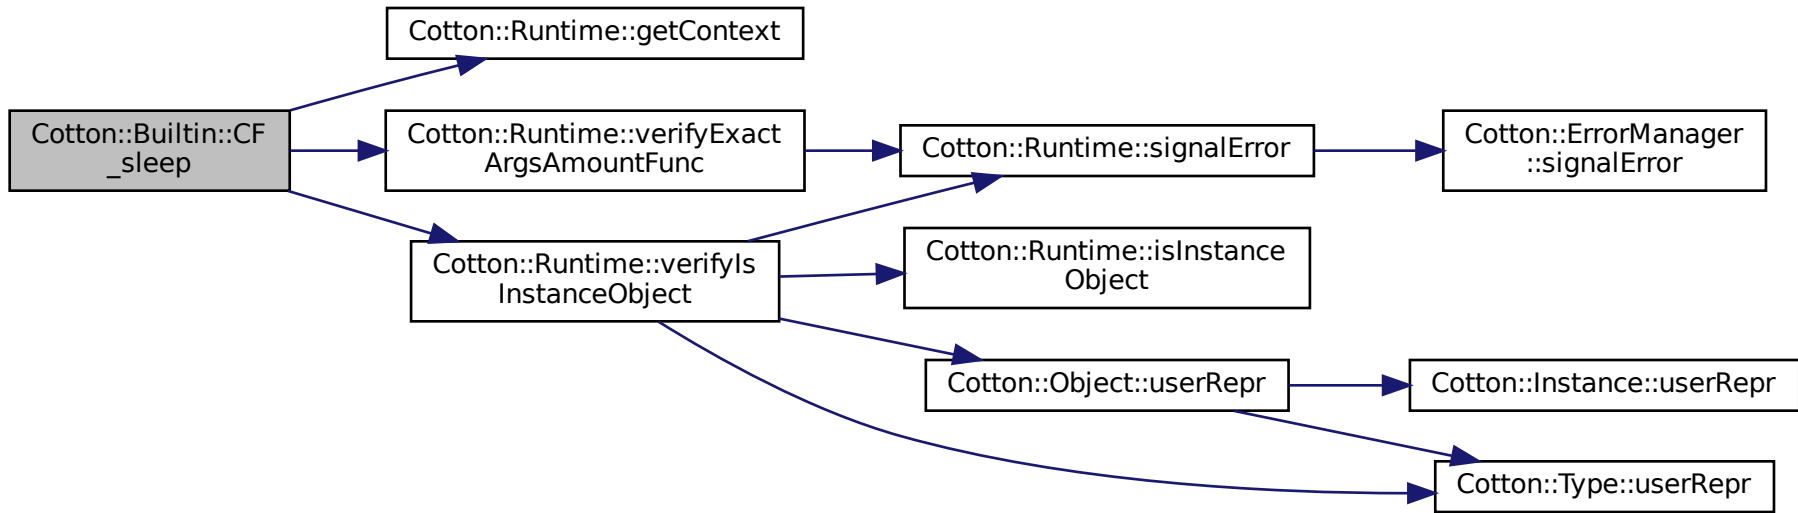 Cotton::Builtin::CF
_sleep
Cotton::Runtime::getContext
Cotton::Runtime::verifyExact
ArgsAmountFunc
Cotton::Runtime::verifyIs
InstanceObject
Cotton::Runtime::signalError
Cotton::Runtime::isInstance
Object
Cotton::Object::userRepr
Cotton::ErrorManager
::signalError
Cotton::Instance::userRepr
Cotton::Type::userRepr